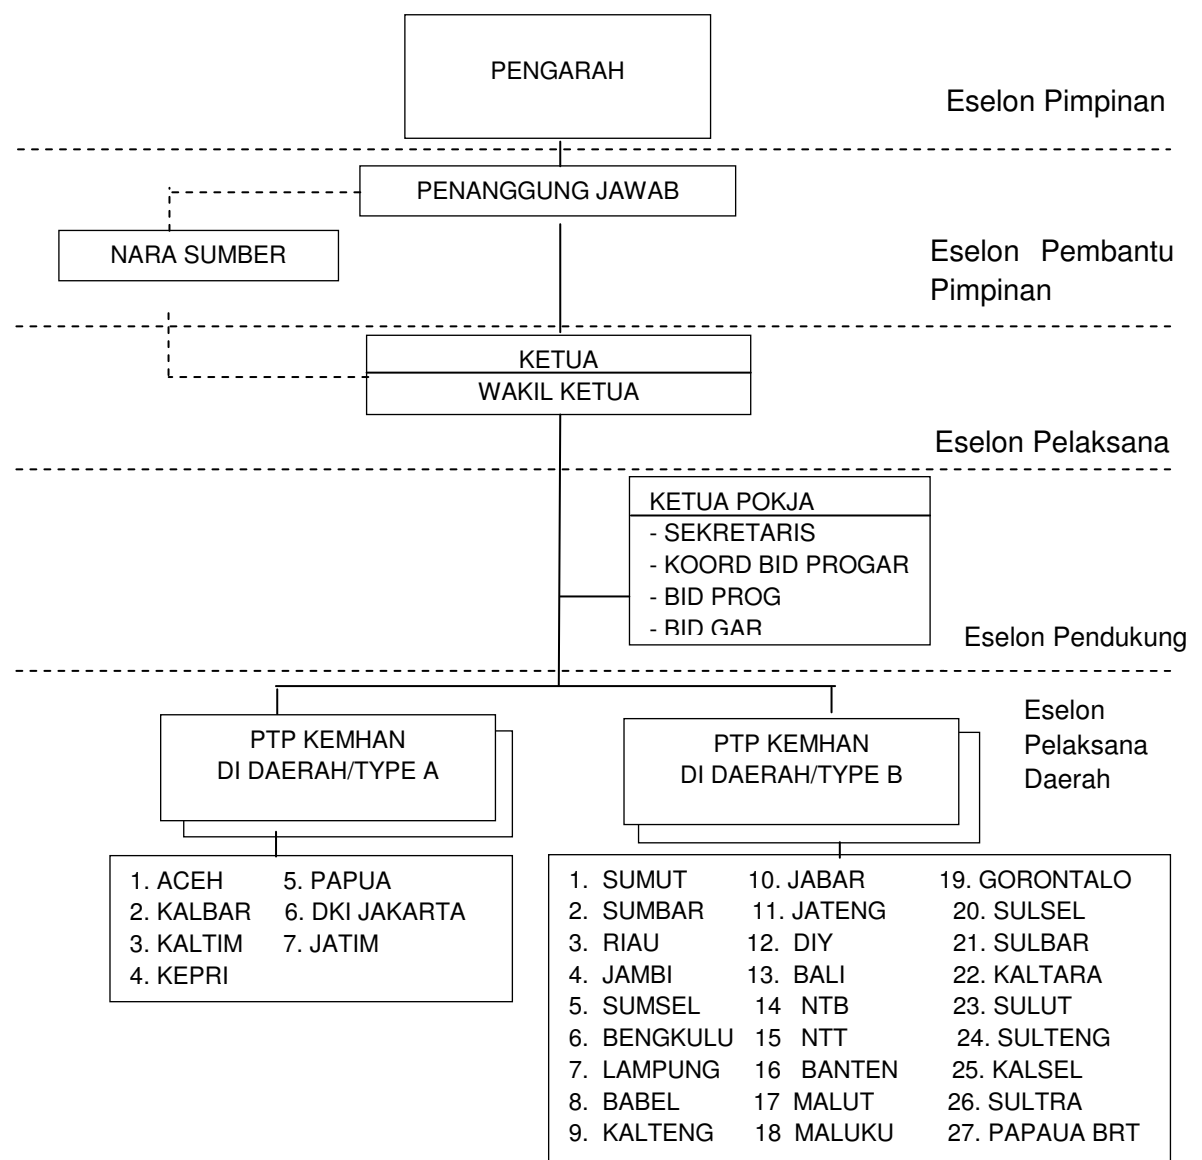 PENGARAH
Eselon Pimpinan
PENANGGUNG JAWAB
NARA SUMBER
Eselon Pembantu
Pimpinan
KETUA
WAKIL KETUA
Eselon Pelaksana
KETUA POKJA
- SEKRETARIS
- KOORD BID PROGAR
- BID PROG
- BID GAR
Eselon Pendukung
Eselon
Pelaksana
Daerah
PTP KEMHAN
DI DAERAH/TYPE A
PTP KEMHAN
DI DAERAH/TYPE B
1. ACEH 5. PAPUA
2. KALBAR 6. DKI JAKARTA
3. KALTIM 7. JATIM
4. KEPRI
1. SUMUT 10. JABAR 19. GORONTALO
2. SUMBAR 11. JATENG 20. SULSEL
3. RIAU 12. DIY 21. SULBAR
4. JAMBI 13. BALI 22. KALTARA
5. SUMSEL 14 NTB 23. SULUT
6. BENGKULU 15 NTT 24. SULTENG
7. LAMPUNG 16 BANTEN 25. KALSEL
8. BABEL 17 MALUT 26. SULTRA
9. KALTENG 18 MALUKU 27. PAPAUA BRT